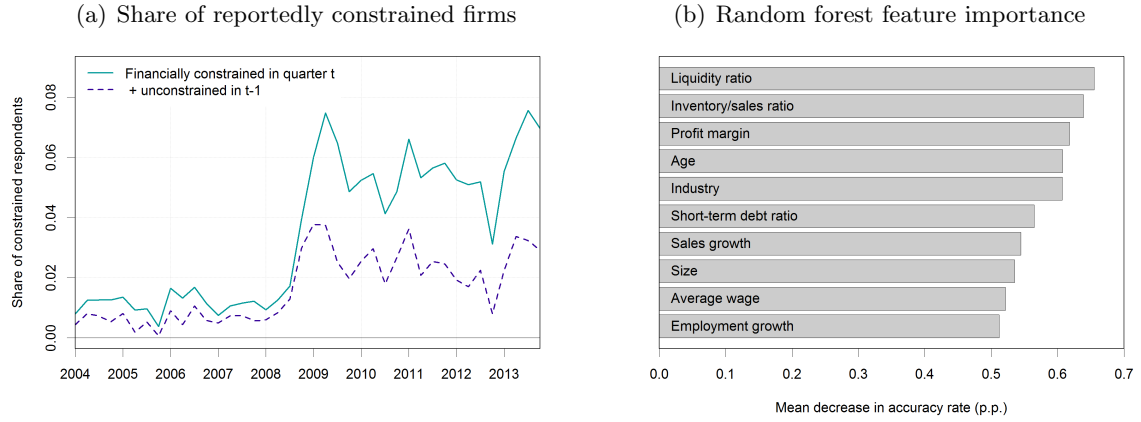 (a) Share of reportedly constrained firms
Financially constrained in quarter t
+ unconstrained in t-1
Share of constrained respondents
0.08
0.06
0.04
0.02
0.00
2004 2005 2006 2007 2008 2009 2010 2011 2012 2013
(b) Random forest feature importance
Liquidity ratio
Inventory/sales ratio
Profit margin
Age
Industry
Short-term debt ratio
Sales growth
Size
Average wage
Employment growth
0.0 0.1 0.2 0.3 0.4 0.5 0.6 0.7
Mean decrease in accuracy rate (p.p.)